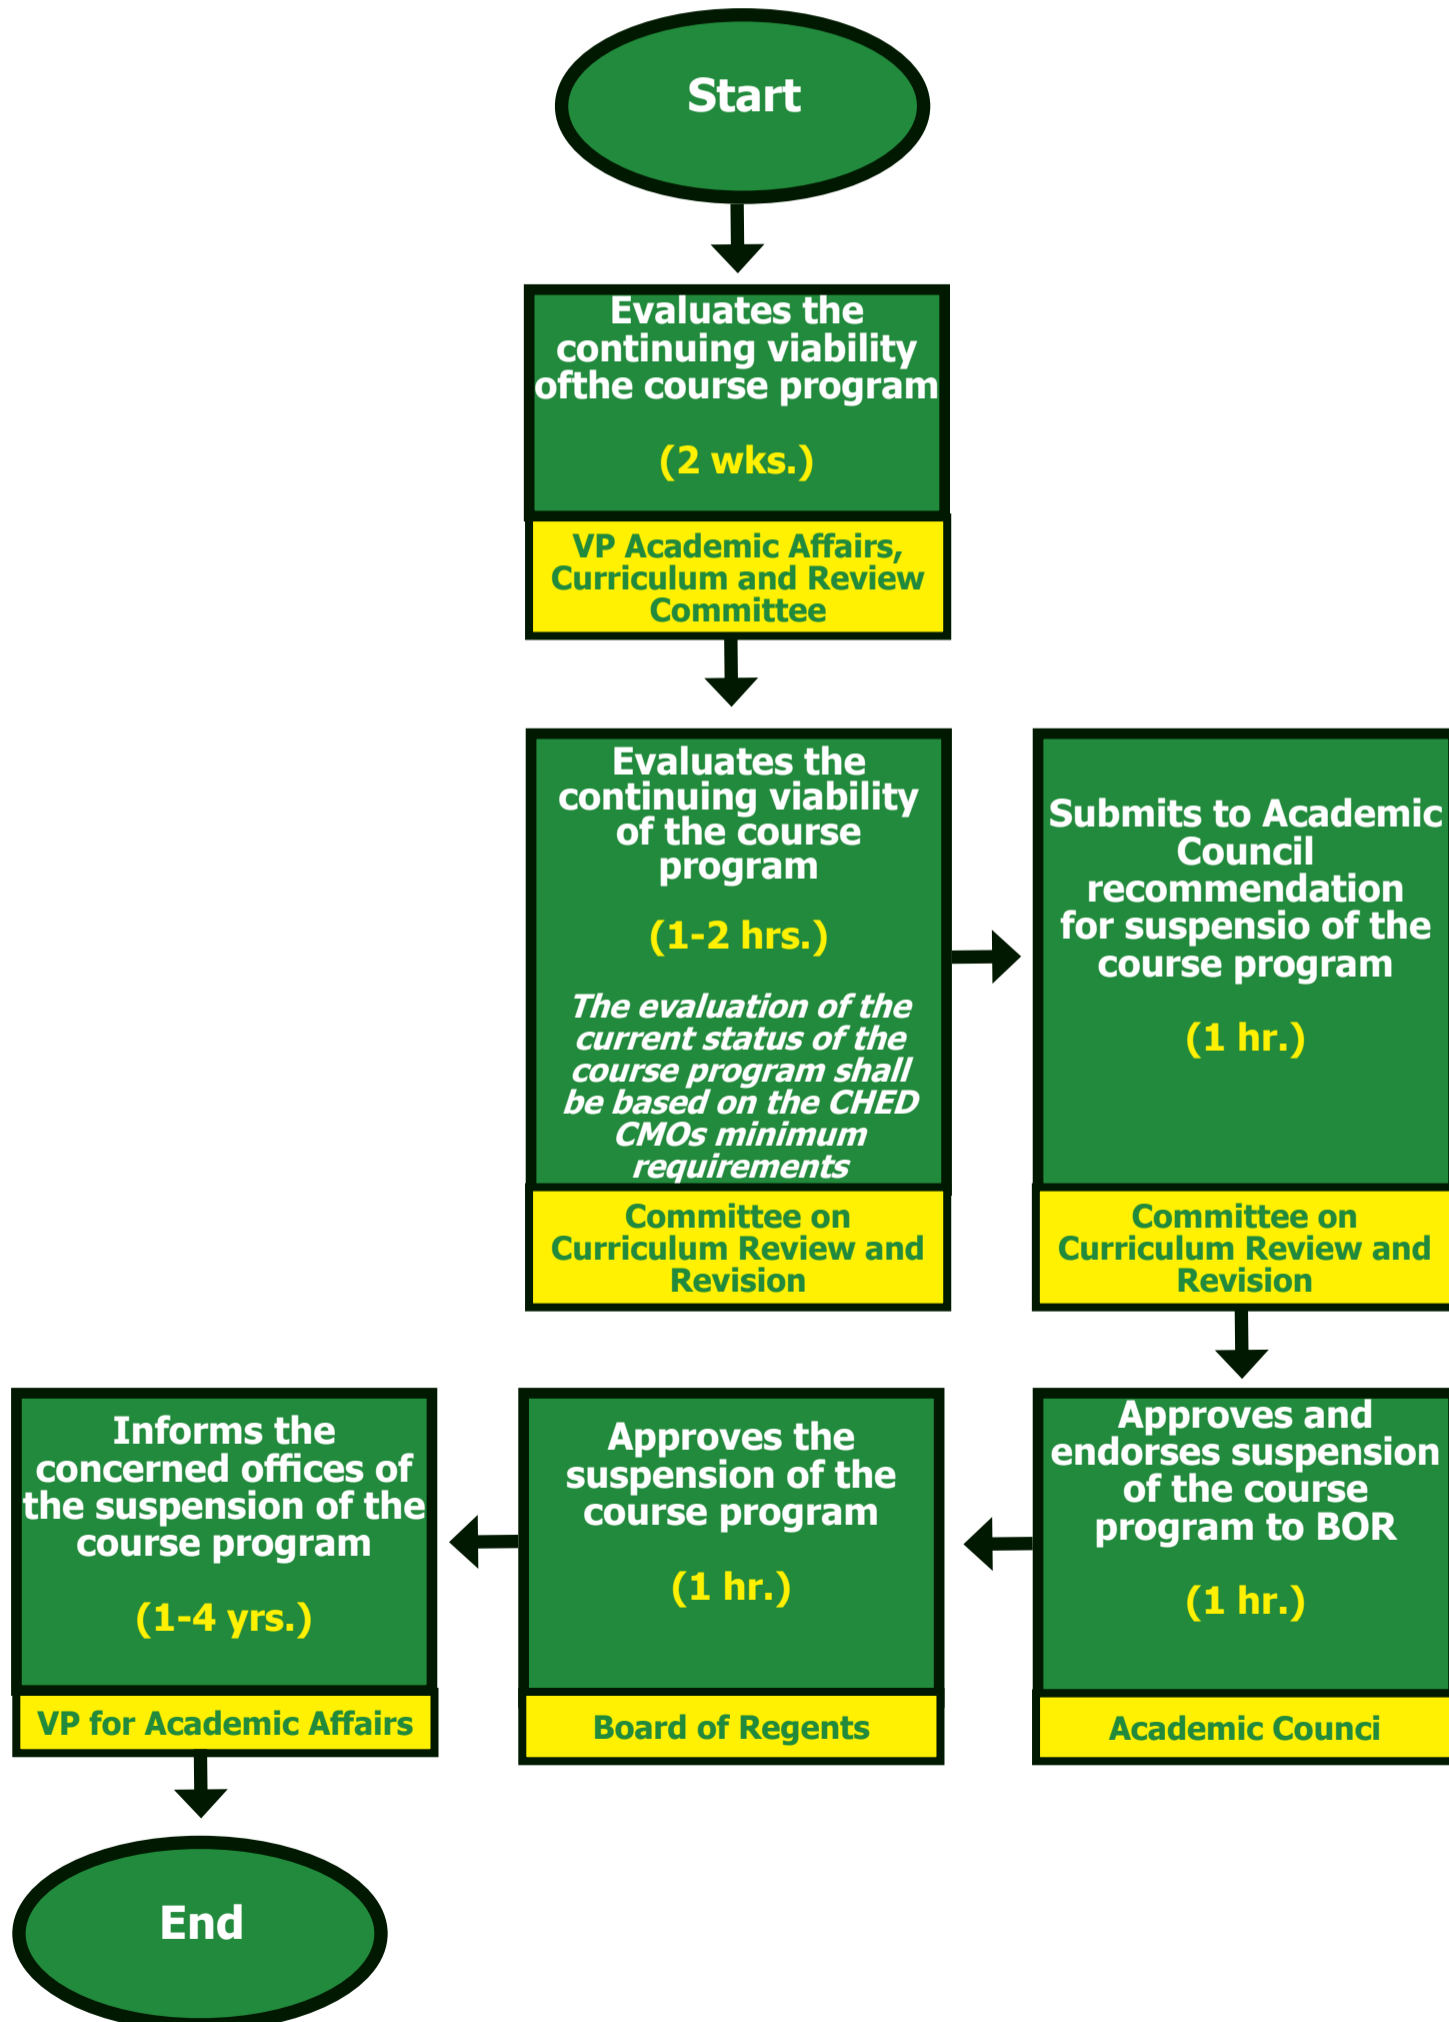 Start
Evaluates the
continuing viability
ofthe course program
(2 wks.)
VP Academic Affairs,
Curriculum and Review
Committee
Evaluates the
continuing viability
of the course
program
(1-2 hrs.)
The evaluation of the
current status of the
course program shall
be based on the CHED
CMOs minimum
requirements
Committee on
Curriculum Review and
Revision
Submits to Academic
Council
recommendation
for suspensio of the
course program
(1 hr.)
Committee on
Curriculum Review and
Revision
Approves and
endorses suspension
of the course
program to BOR
(1 hr.)
Academic Counci
Approves the
suspension of the
course program
(1 hr.)
Board of Regents
Informs the
concerned offices of
the suspension of the
course program
(1-4 yrs.)
VP for Academic Affairs
End